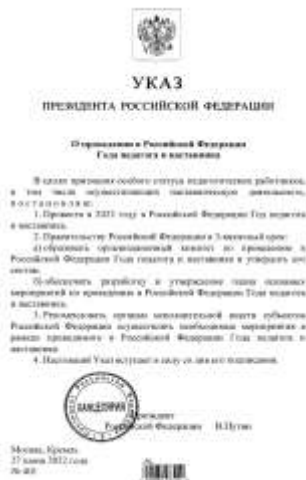 УКАЗ
ПРЕЗИДЕНТА РОССИЙСКОЙ ФЕДЕРАЦИИ
О проведении в Российской Федерации
Года педагога и наставника
В целях признания особого статуса педагогических работников,
в том числе осуществляющих наставническую деятельность,
постановляю:
1. Провести в 2023 году в Российской Федерации Год педагога
и наставника.
2. Правительству Российской Федерации в 3-месячный срок:
а) образовать организационный комитет по проведению в
Российской Федерации Года педагога и наставника и утвердить его
состав;
б) обеспечить разработку и утверждение плана основных
мероприятий по проведению в Российской Федерации Года педагога
и наставника.
3. Рекомендовать органам исполнительной власти субъектов
Российской Федерации осуществлять необходимые мероприятия в
рамках проводимого в Российской Федерации Года педагога и
наставника.
4. Настоящий Указ вступает в силу со дня его подписания.
КАНЦЕЛЯРИЯ
Президент
Российской Федерации В.Путин
Москва, Кремль
27 июня 2022 года
№ 401